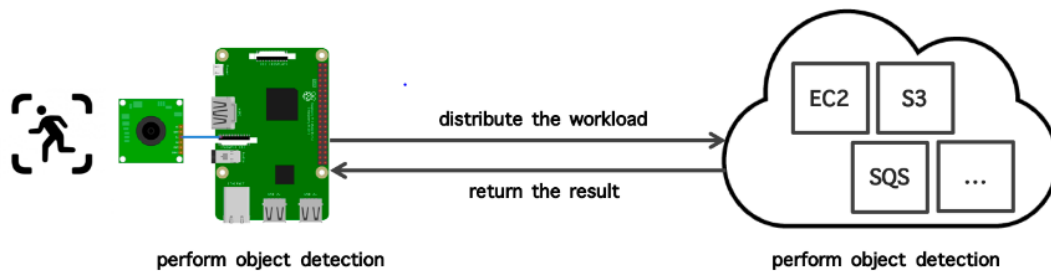 EC2
S3
distribute the workload
SQS
...
return the result
perform object detection
perform object detection